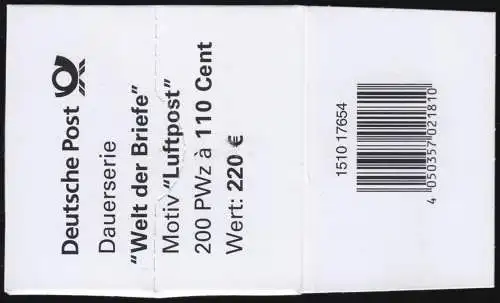 Deutsche Post
Dauerserie
"Welt der Briefe"
Motiv "Luftpost"
200 PWz à 110 Cent
Wert: 220 €
1510 17654
4 050357 021810